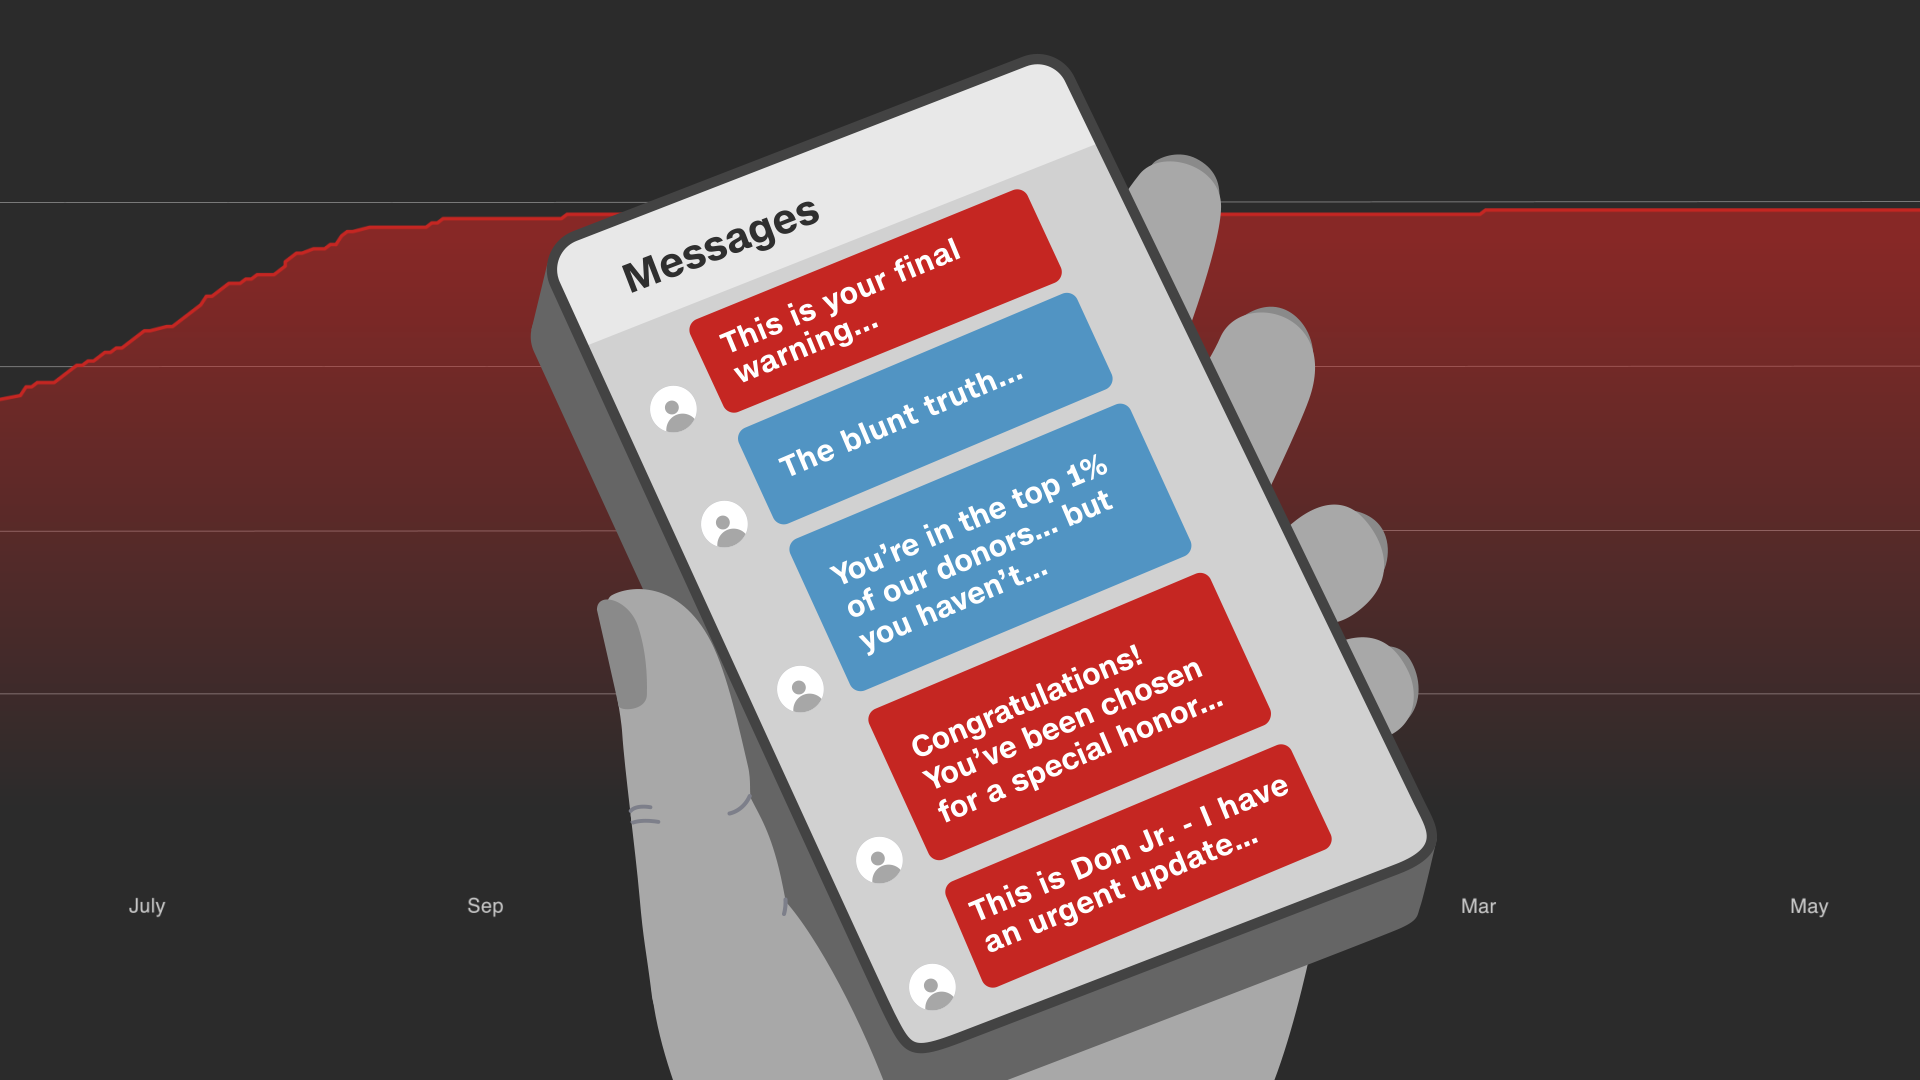 Messages
This is your final
warning...
The blunt truth...
You’re in the top 1%
of our donors... but
you haven’t...
Congratulations!
You’ve been chosen
for a special honor...
This is Don Jr. - I have
an urgent update...
July
Sep
Mar
May